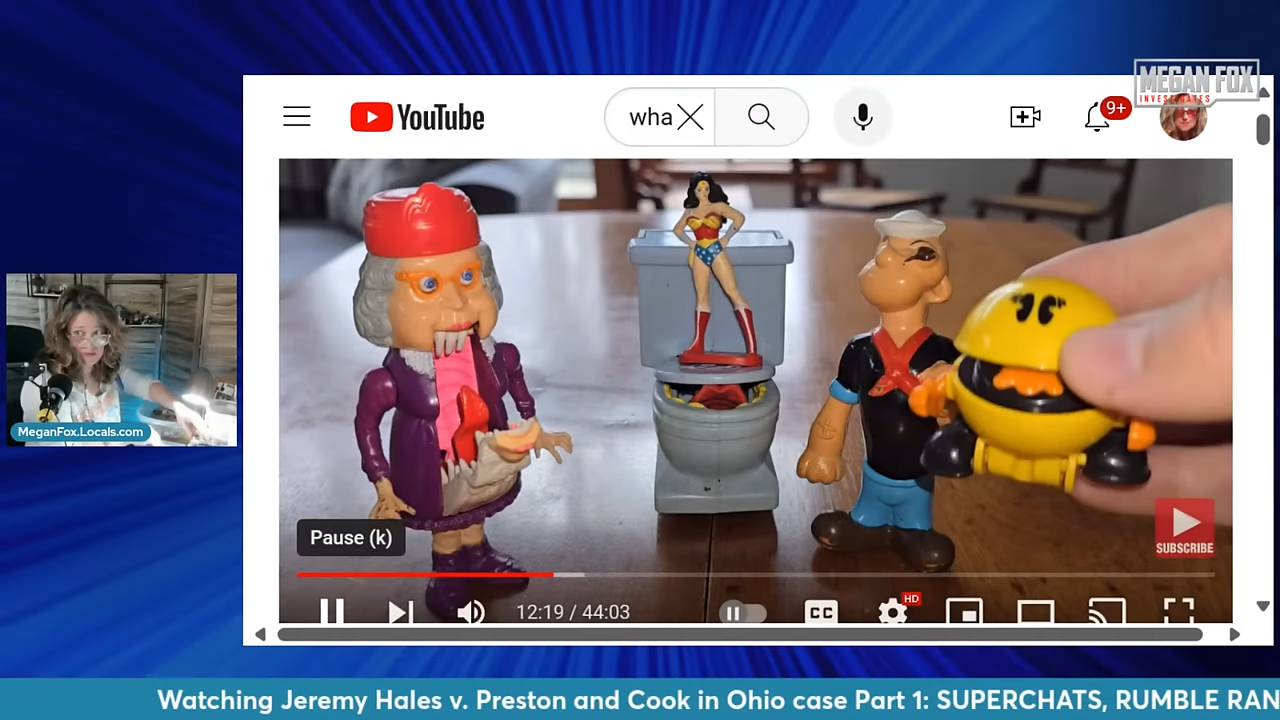 MEGAN FOX
INVESTIGATES
YouTube
wha
9+
MeganFox.Locals.com
Pause (k)
SUBSCRIBE
12:19 / 44:03
CC
HD
Watching Jeremy Hales v. Preston and Cook in Ohio case Part 1: SUPERCHATS, RUMBLE RAN